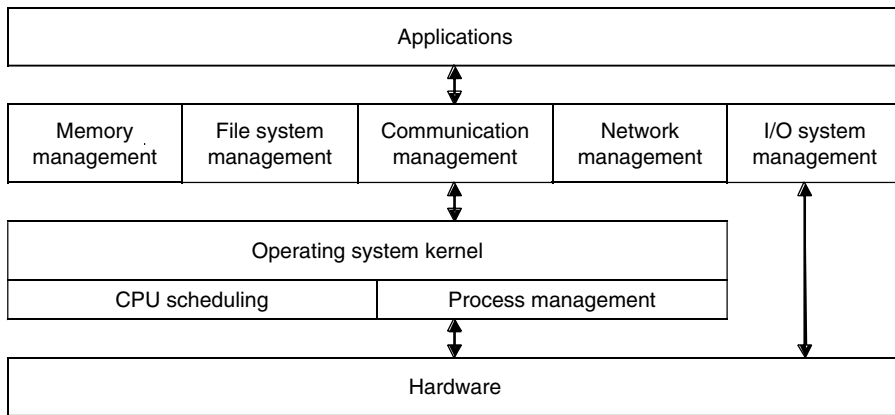 Applications
Memory management
File system management
Communication management
Network management
I/O system management
Operating system kernel
CPU scheduling
Process management
Hardware